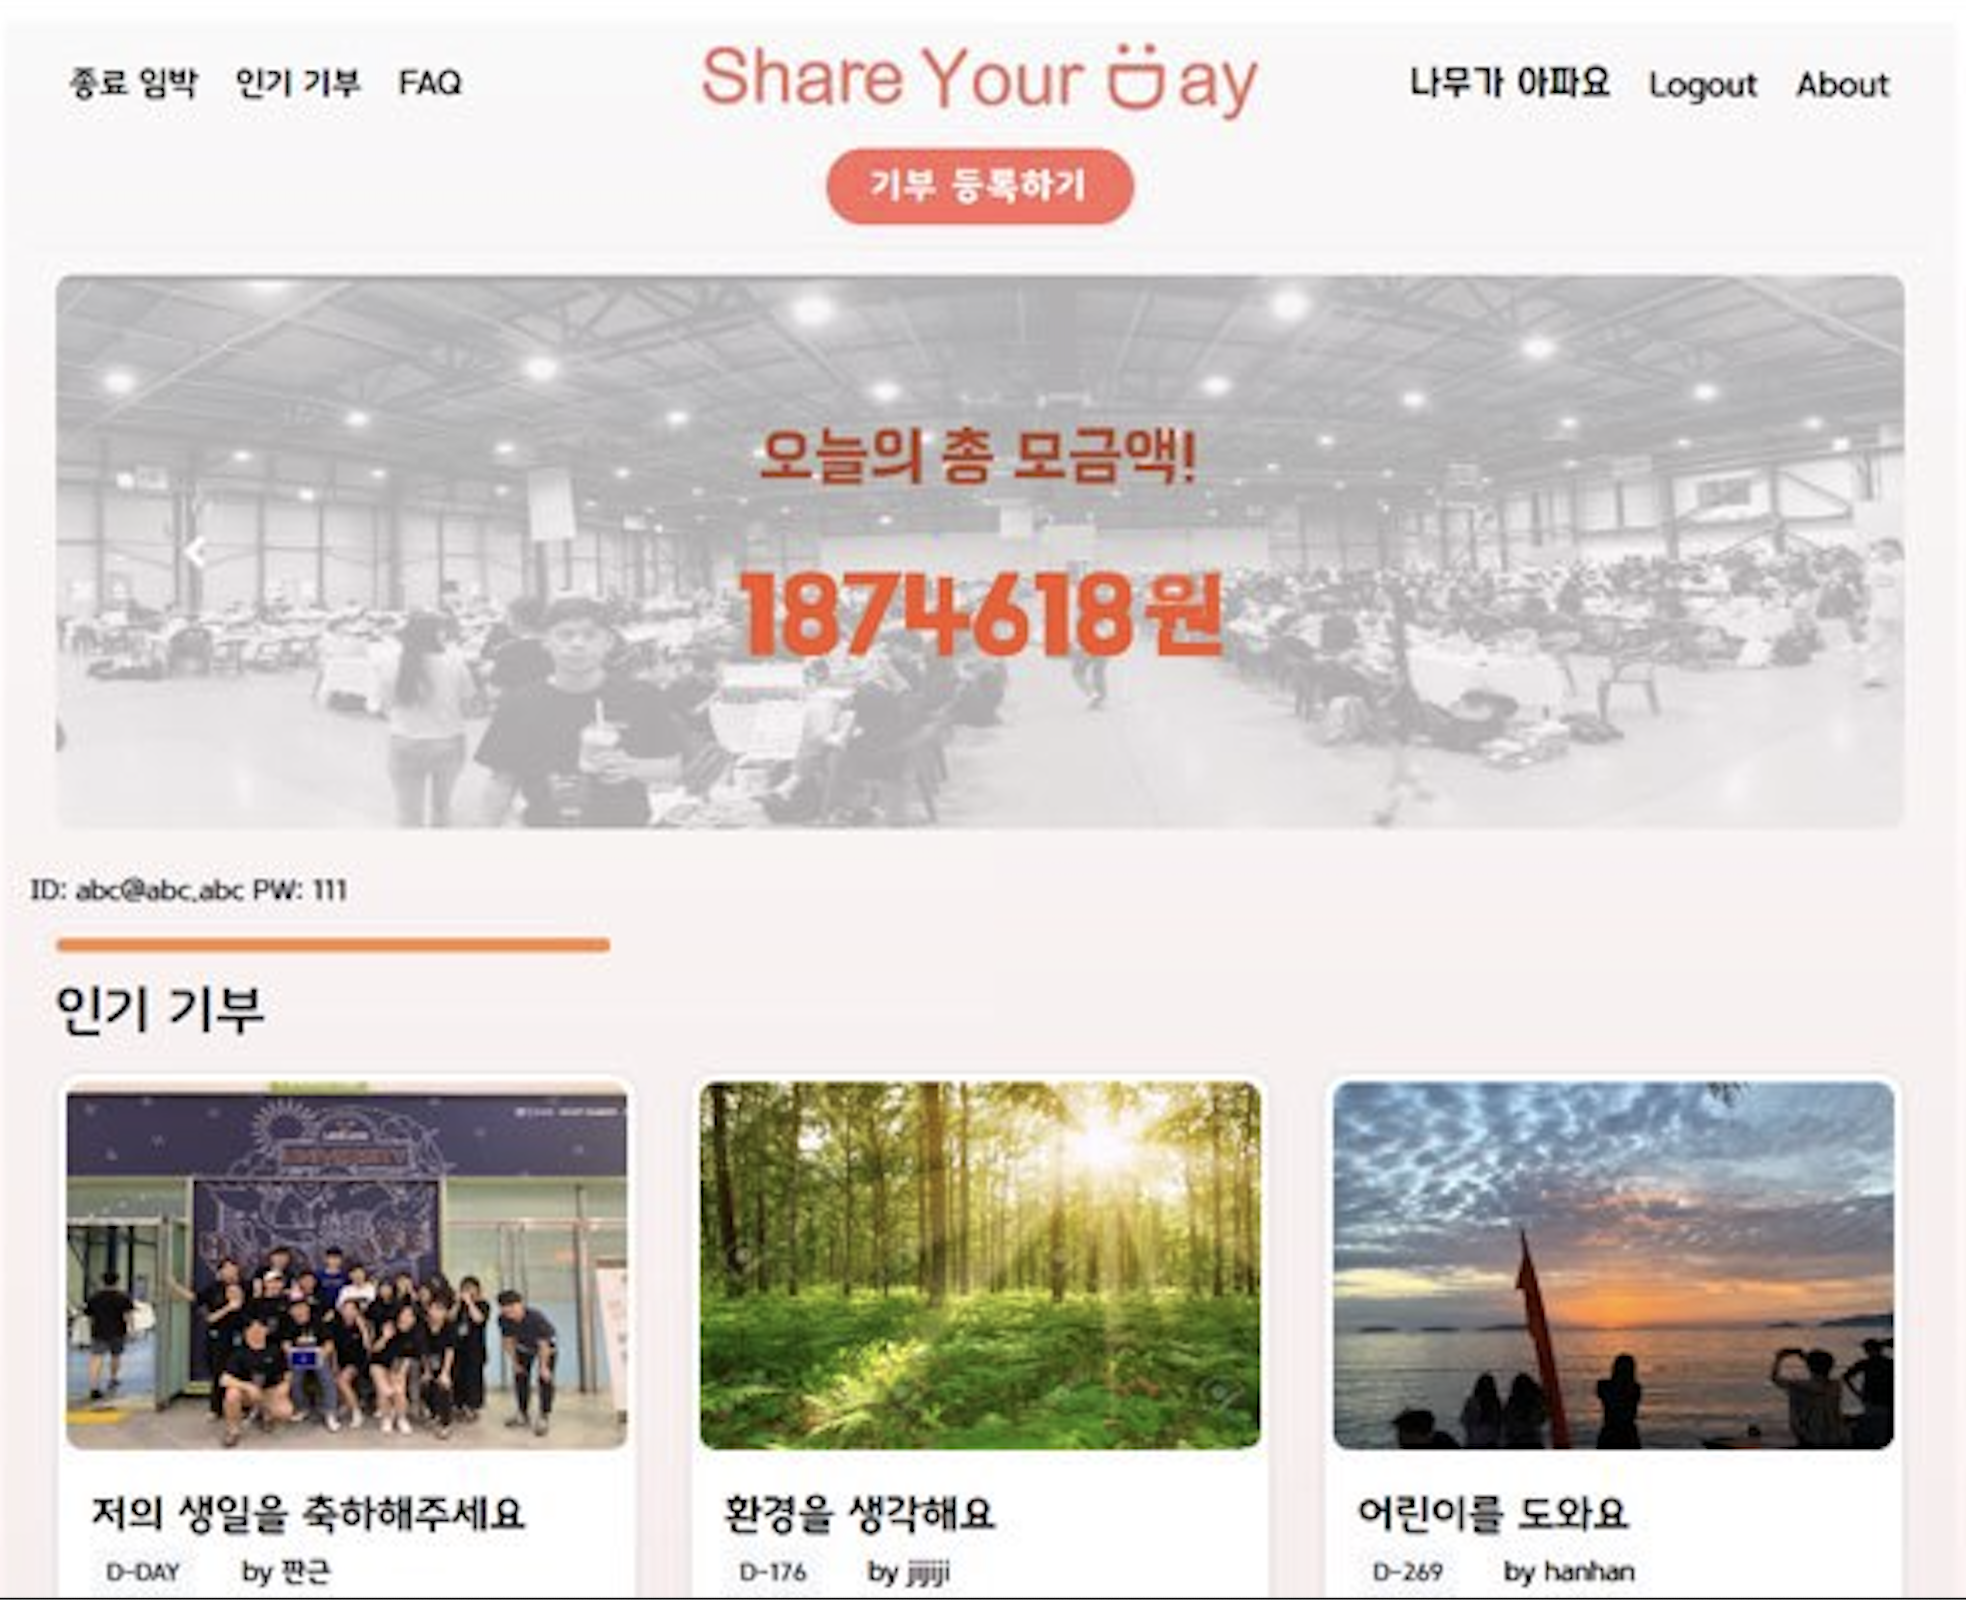 종료 임박 인기 기부 FAQ
Share Your Day
나무가 아파요 Logout About
기부 등록하기
오늘의 총 모금액!
1874618원
ID: abc@abc.abc PW: 111
인기 기부
저의 생일을 축하해주세요
D-DAY by 짠근
환경을 생각해요
D-176 by jijiji
어린이를 도와요
D-269 by hanhan